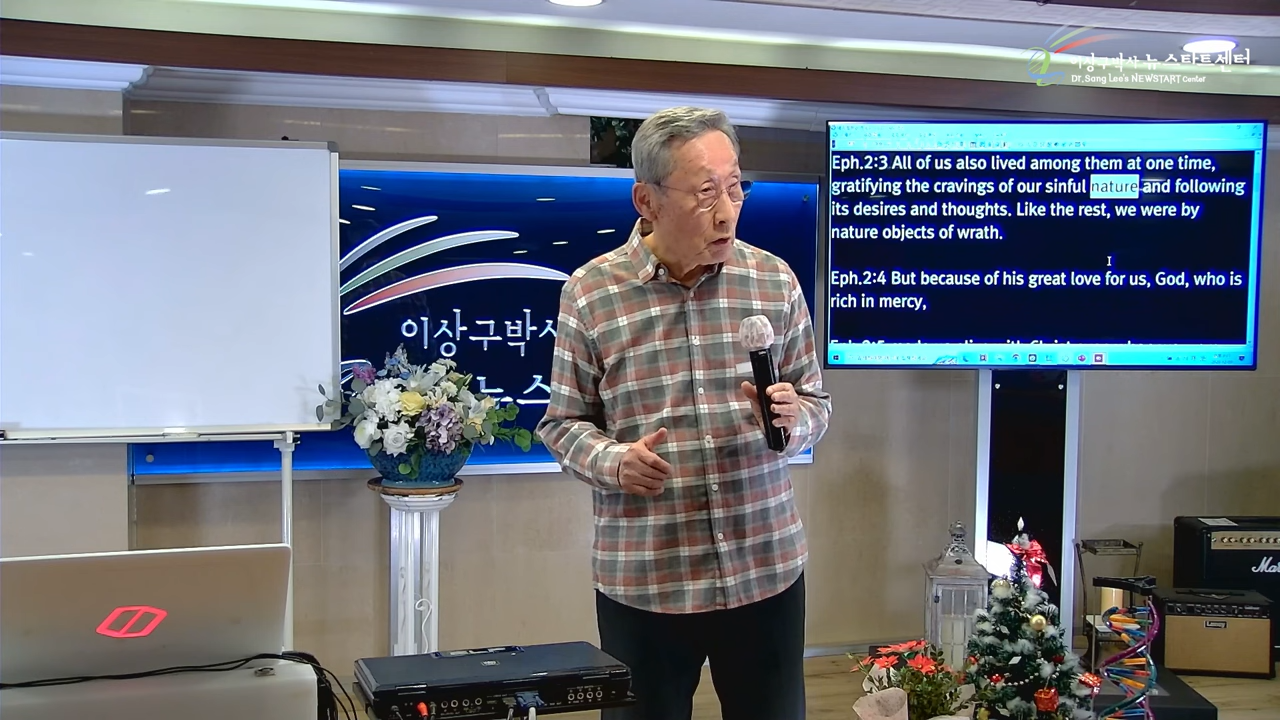 이상구박사 뉴스타트센터
Dr. Sang Lee's NEWSTART Center
Eph.2:3 All of us also lived among them at one time,
gratifying the cravings of our sinful nature and following
its desires and thoughts. Like the rest, we were by
nature objects of wrath.
Eph.2:4 But because of his great love for us, God, who is
rich in mercy,
이상구박사
뉴스
Laney